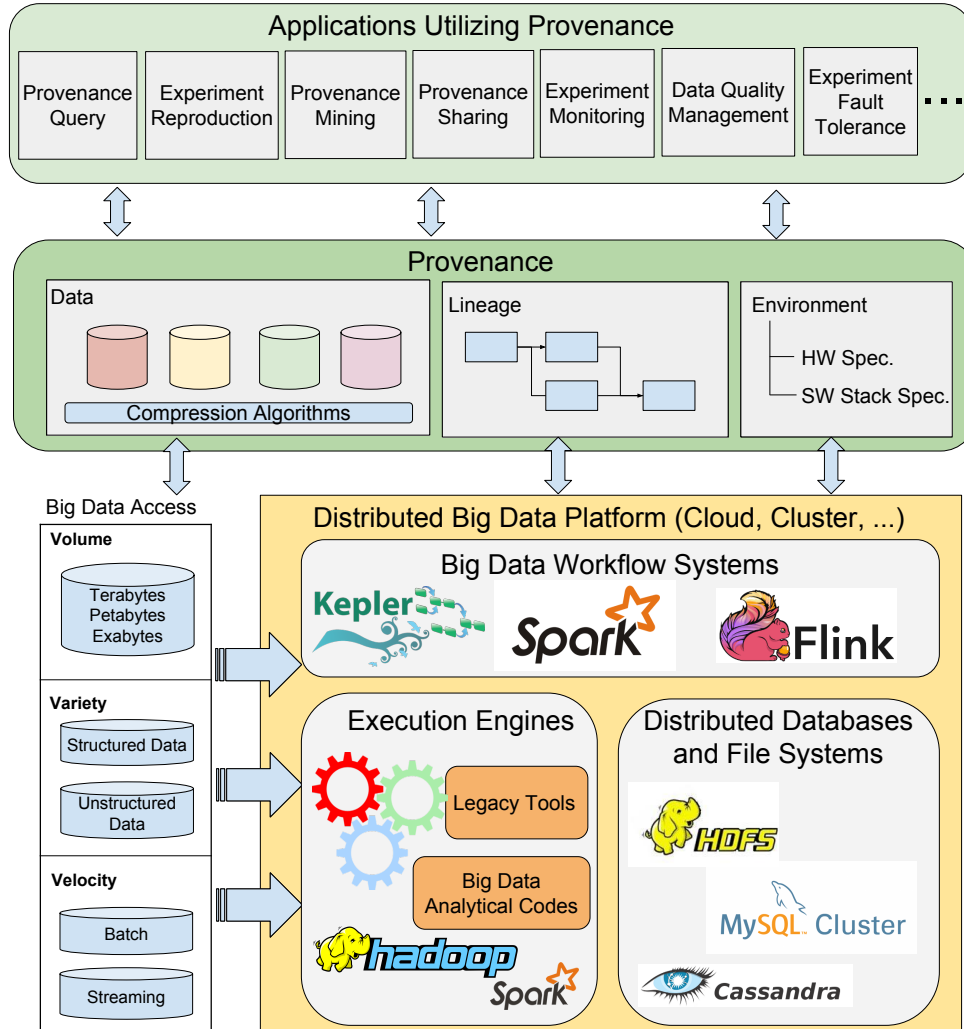 Applications Utilizing Provenance
Provenance
Query
Experiment
Reproduction
Provenance
Mining
Provenance
Sharing
Experiment
Monitoring
Data Quality
Management
Experiment
Fault
Tolerance
Provenance
Data
Compression Algorithms
Lineage
Environment
HW Spec.
SW Stack Spec.
Big Data Access
Volume
Terabytes
Petabytes
Exabytes
Variety
Structured Data
Unstructured
Data
Velocity
Batch
Streaming
Distributed Big Data Platform (Cloud, Cluster, ...)
Big Data Workflow Systems
Kepler
Spark
Flink
Execution Engines
Legacy Tools
Big Data
Analytical Codes
hadoop
Spark
Distributed Databases
and File Systems
HDFS
MySQL™ Cluster
Cassandra